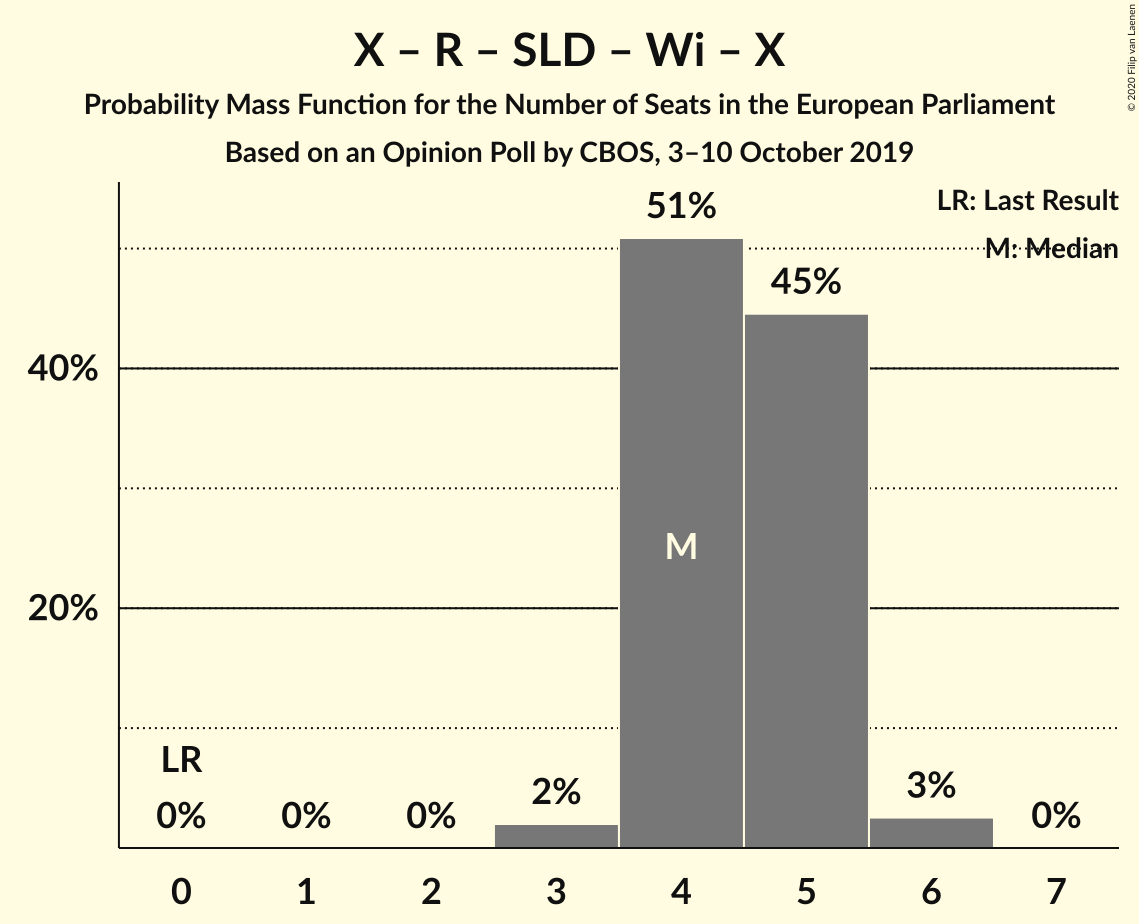 X – R – SLD – Wi – X
Probability Mass Function for the Number of Seats in the European Parliament
Based on an Opinion Poll by CBOS, 3–10 October 2019
© 2020 Filip van Laenen
LR: Last Result
M: Median
51%
45%
40%
M
20%
LR
0%
0%
0%
2%
3%
0%
0
1
2
3
4
5
6
7